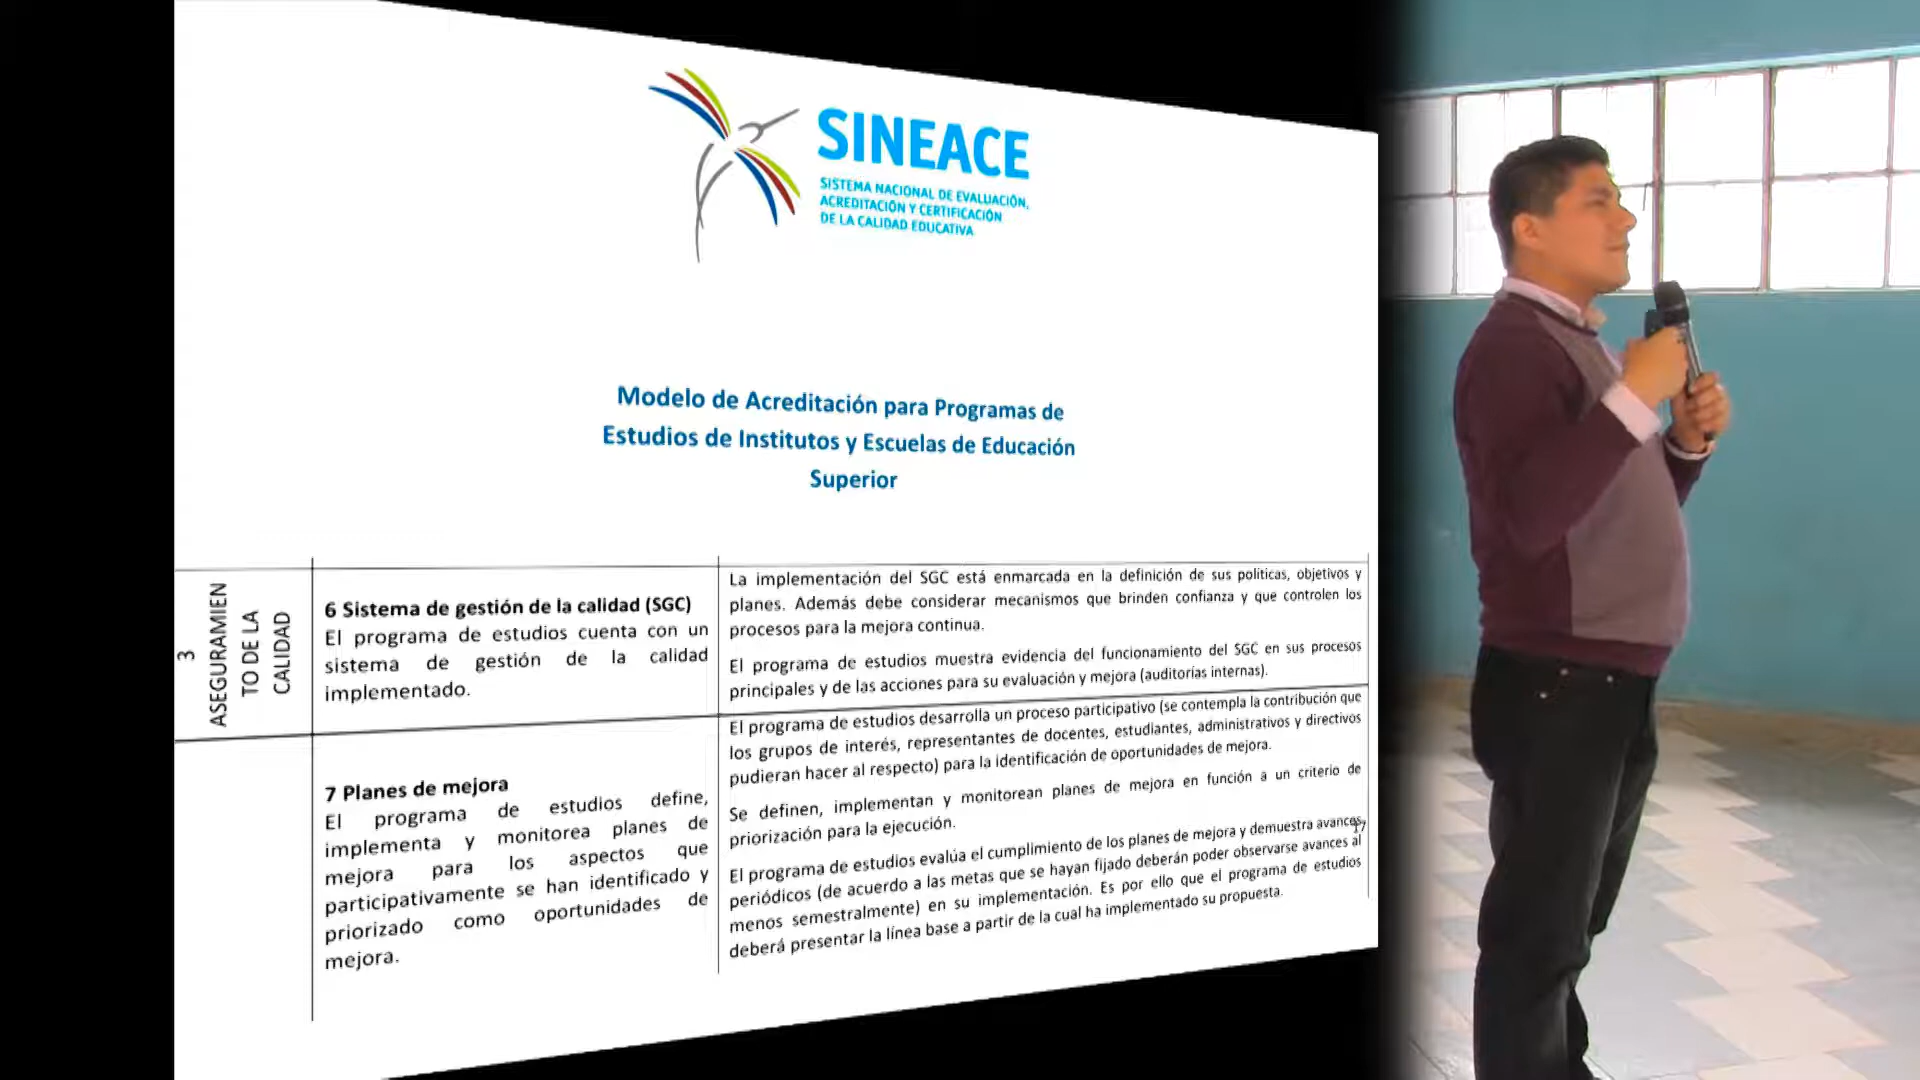 SINEACE
SISTEMA NACIONAL DE EVALUACIÓN,
ACREDITACIÓN Y CERTIFICACIÓN
DE LA CALIDAD EDUCATIVA
Modelo de Acreditación para Programas de
Estudios de Institutos y Escuelas de Educación
Superior
3
ASEGURAMIEN
TO DE LA
CALIDAD
6 Sistema de gestión de la calidad (SGC)
El programa de estudios cuenta con un
sistema de gestión de la calidad
implementado.
La implementación del SGC está enmarcada en la definición de sus políticas, objetivos y
planes. Además debe considerar mecanismos que brinden confianza y que controlen los
procesos para la mejora continua.
El programa de estudios muestra evidencia del funcionamiento del SGC en sus procesos
principales y de las acciones para su evaluación y mejora (auditorías internas).
7 Planes de mejora
El programa de estudios define,
implementa y monitorea planes de
mejora para los aspectos que
participativamente se han identificado y
priorizado como oportunidades de
mejora.
El programa de estudios desarrolla un proceso participativo (se contempla la contribución que
los grupos de interés, representantes de docentes, estudiantes, administrativos y directivos
pudieran hacer al respecto) para la identificación de oportunidades de mejora.
Se definen, implementan y monitorean planes de mejora en función a un criterio de
priorización para la ejecución.
17
El programa de estudios evalúa el cumplimiento de los planes de mejora y demuestra avances
periódicos (de acuerdo a las metas que se hayan fijado deberán poder observarse avances al
menos semestralmente) en su implementación. Es por ello que el programa de estudios
deberá presentar la línea base a partir de la cual ha implementado su propuesta.